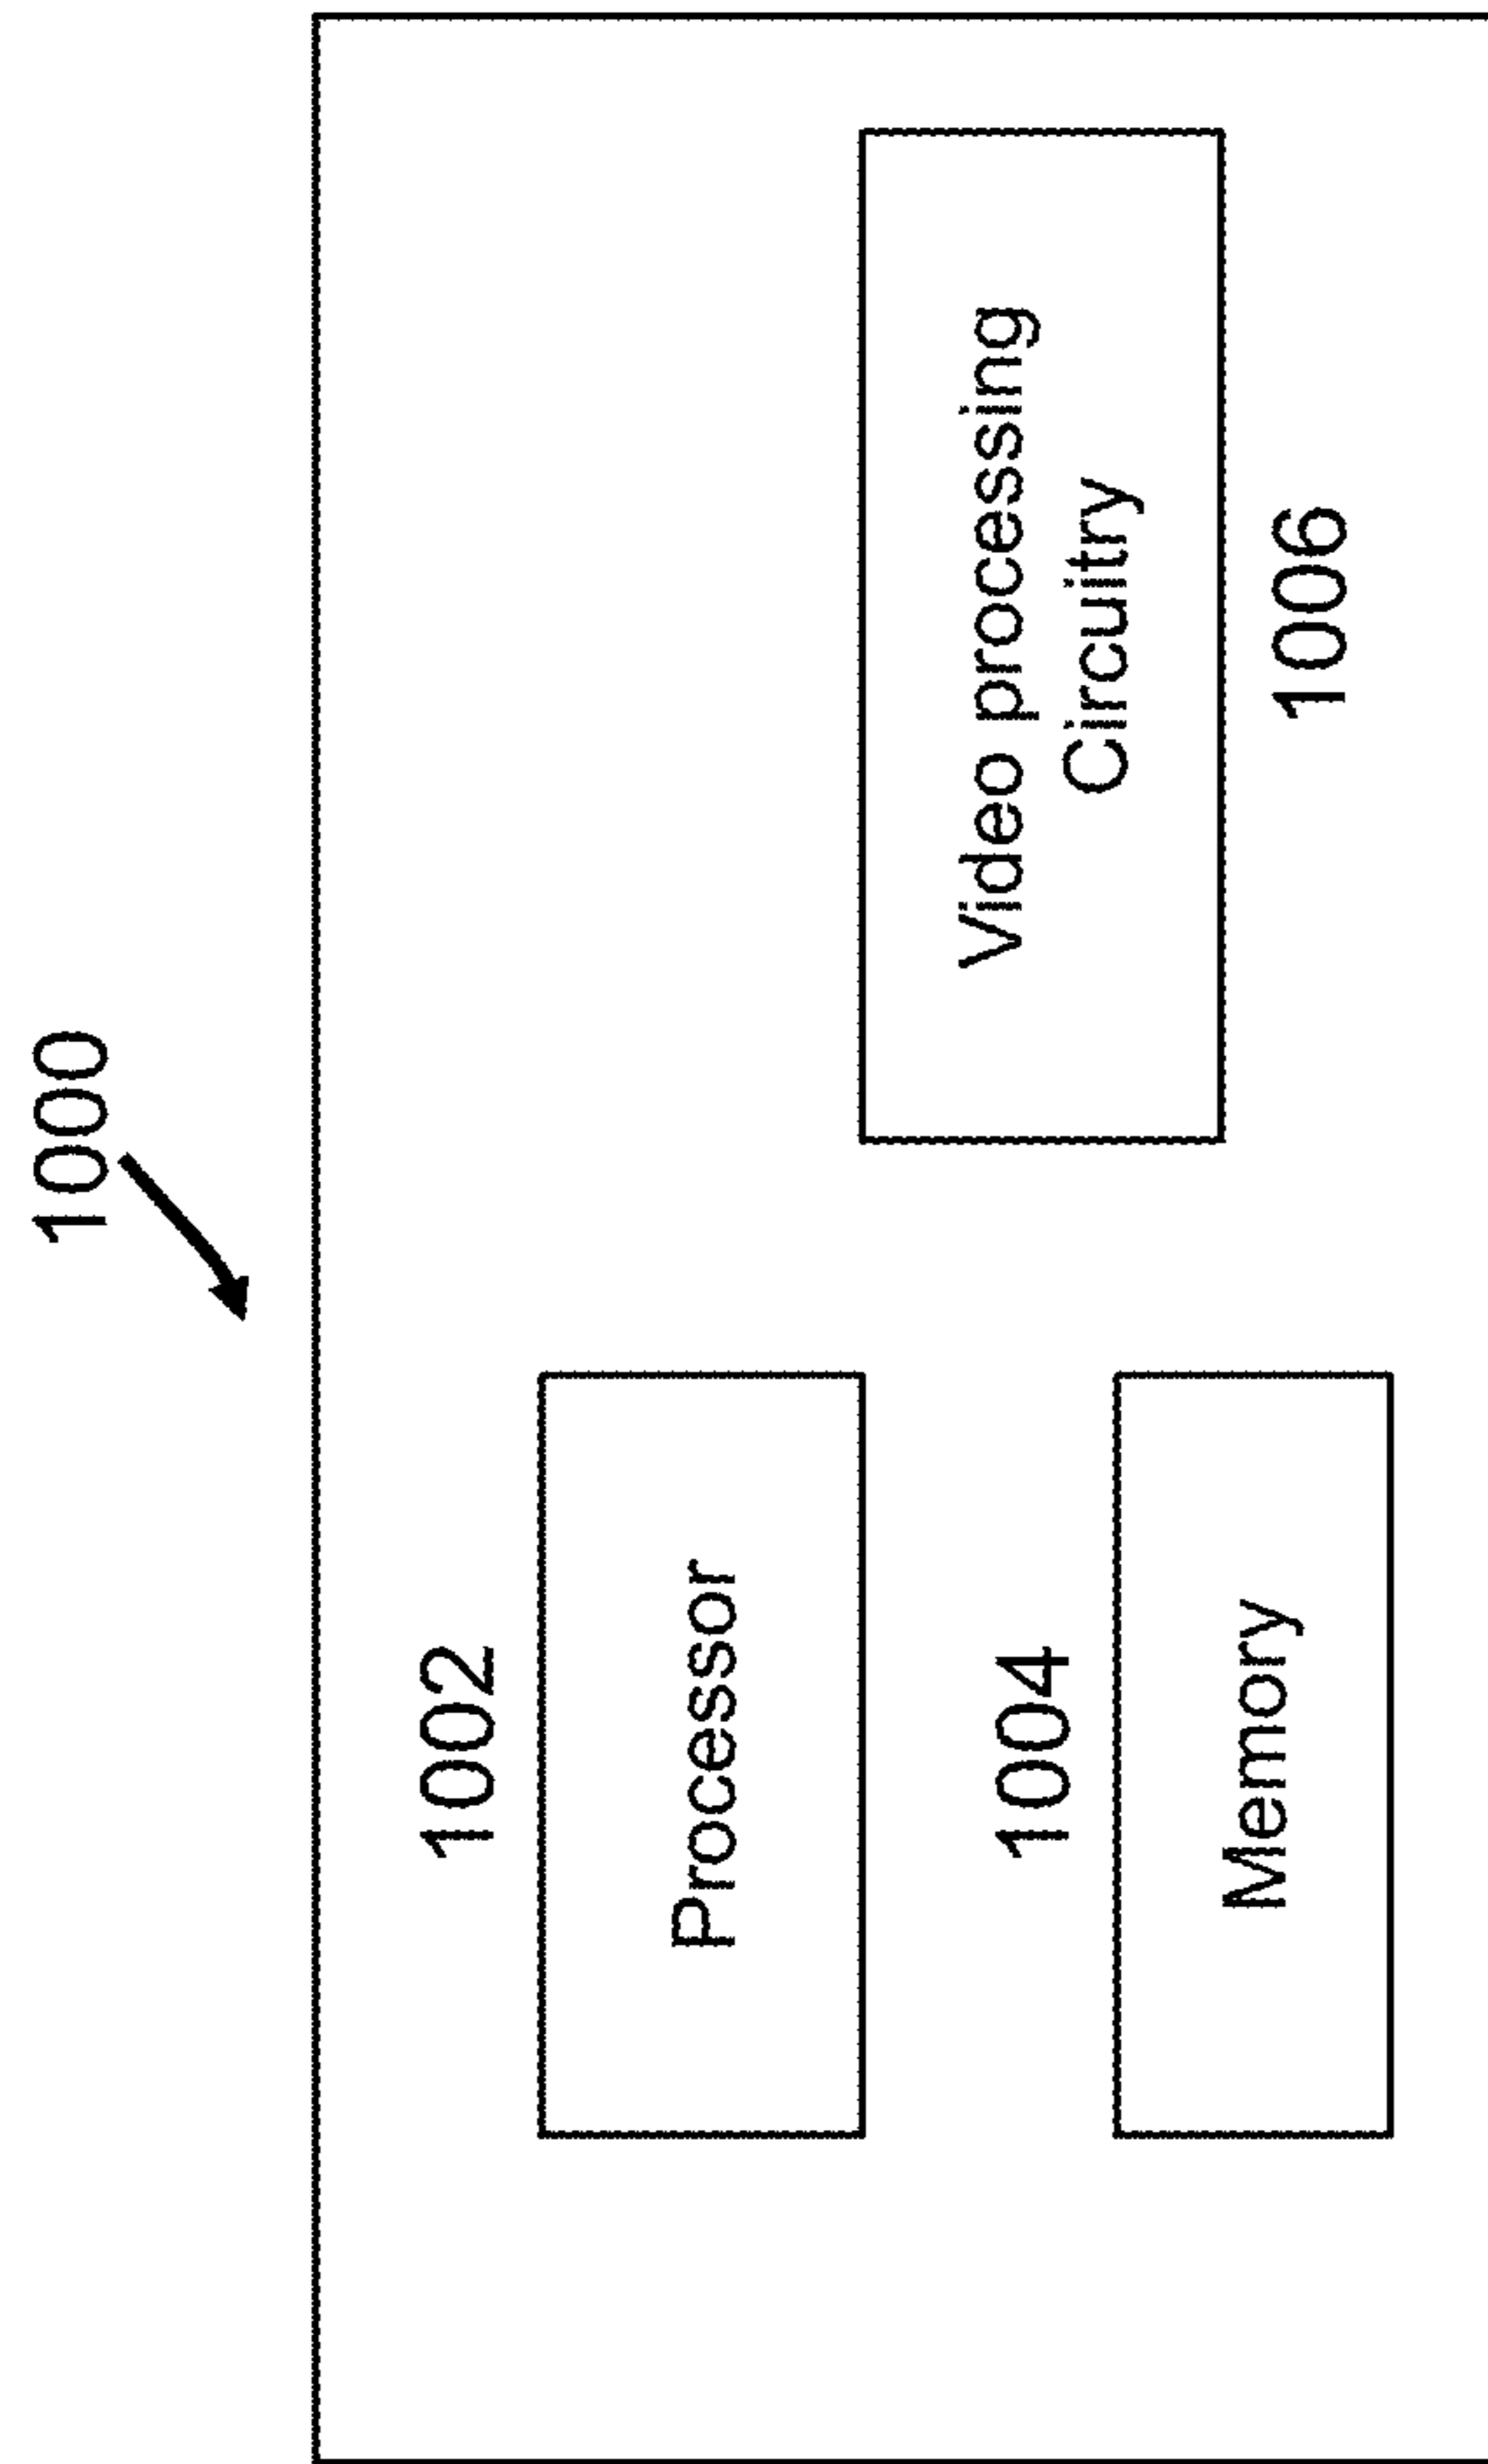 1000
1002
Processor
1004
Memory
Video processing
Circuitry
1006